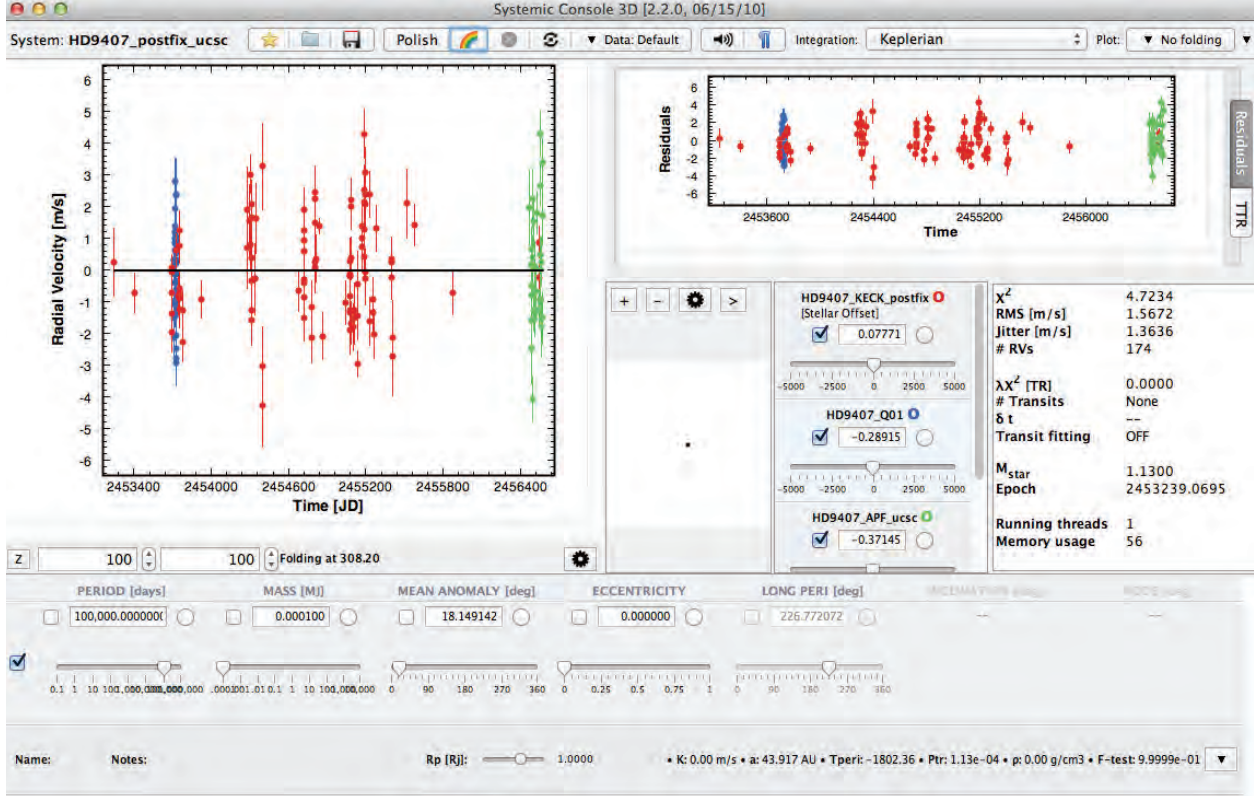 Systemic Console 3D [2.2.0, 06/15/10]
System: HD9407_postfix_ucsc
Polish
▼ Data: Default
Integration: Keplerian
Plot: ▼ No folding
6
5
4
3
2
1
0
-1
-2
-3
-4
-5
-6
Radial Velocity [m/s]
2453400 2454000 2454600 2455200 2455800 2456400
Time [JD]
6
4
2
0
-2
-4
-6
Residuals
2453600 2454400 2455200 2456000
Time
Residuals
TTR
+ - >
HD9407_KECK_postfix O
[Stellar Offset]
0.07771
-5000 -2500 0 2500 5000
HD9407_Q01 O
-0.28915
-5000 -2500 0 2500 5000
HD9407_APF_ucsc O
-0.37145
χ² 4.7234
RMS [m/s] 1.5672
Jitter [m/s] 1.3636
# RVs 174
λχ² [TR] 0.0000
# Transits None
δ t --
Transit fitting OFF
Mstar 1.1300
Epoch 2453239.0695
Running threads 1
Memory usage 56
Z 100 100 Folding at 308.20
PERIOD [days] MASS [MJ] MEAN ANOMALY [deg] ECCENTRICITY LONG PERI [deg]
100,000.000000 0.000100 18.149142 0.000000 226.772072 -- --
0.1 1 10
0.1 1 10
0 90 180 270 360
0 0.25 0.5 0.75 1
0 90 180 270 360
Name: Notes: Rp [Rj]: 1.0000 • K: 0.00 m/s • a: 43.917 AU • Tperi: -1802.36 • Ptr: 1.13e-04 • ρ: 0.00 g/cm3 • F-test: 9.9999e-01 ▼